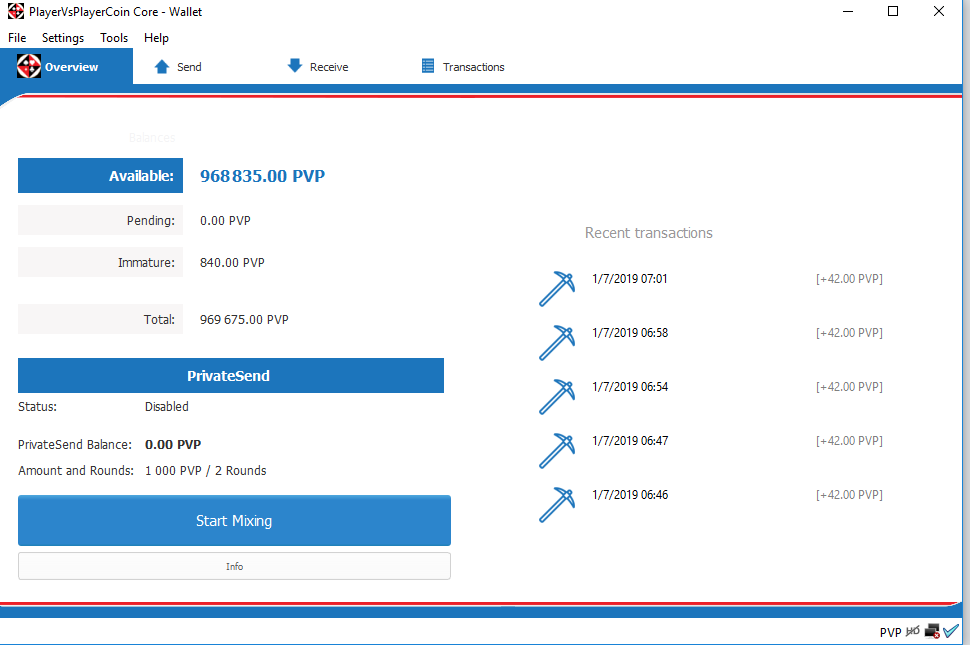 PlayerVsPlayerCoin Core - Wallet
File Settings Tools Help
Overview Send Receive Transactions
Balances
Available: 968 835.00 PVP
Pending: 0.00 PVP
Immature: 840.00 PVP
Total: 969 675.00 PVP
PrivateSend
Status: Disabled
PrivateSend Balance: 0.00 PVP
Amount and Rounds: 1 000 PVP / 2 Rounds
Start Mixing
Info
Recent transactions
1/7/2019 07:01 [+42.00 PVP]
1/7/2019 06:58 [+42.00 PVP]
1/7/2019 06:54 [+42.00 PVP]
1/7/2019 06:47 [+42.00 PVP]
1/7/2019 06:46 [+42.00 PVP]
PVP HD